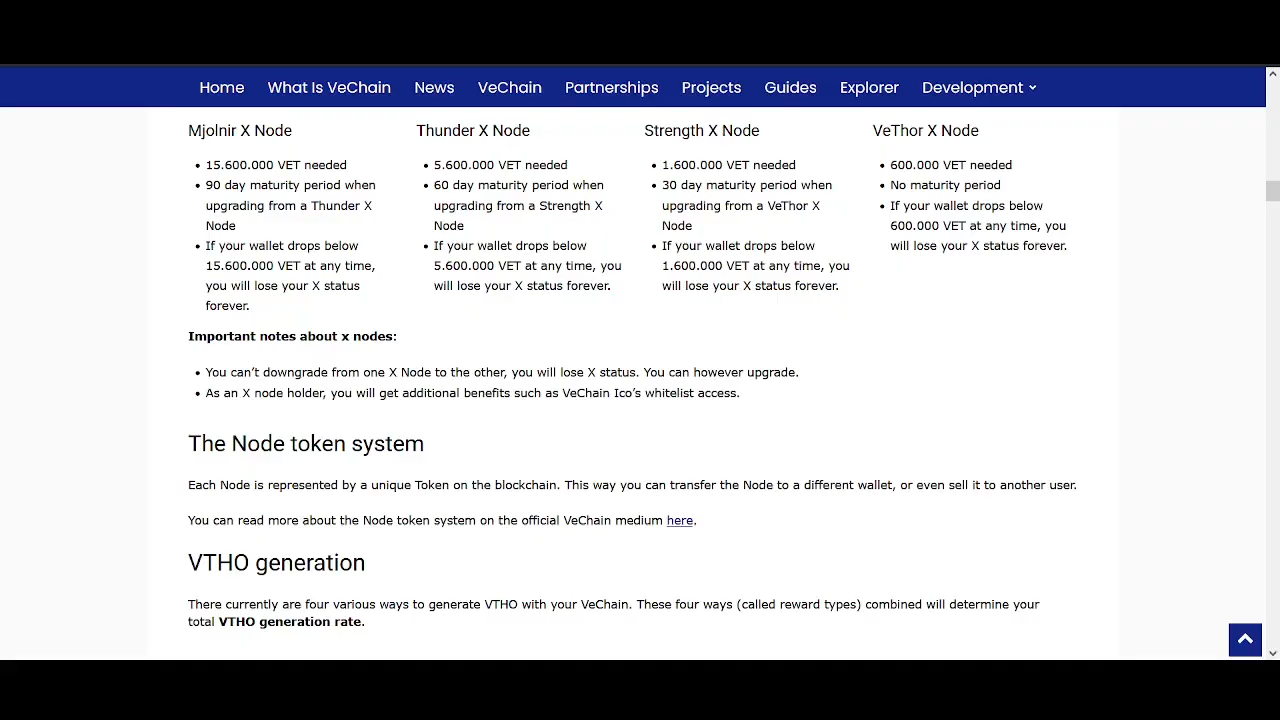 Home What Is VeChain News VeChain Partnerships Projects Guides Explorer Development
Mjolnir X Node
15.600.000 VET needed
90 day maturity period when
upgrading from a Thunder X
Node
If your wallet drops below
15.600.000 VET at any time,
you will lose your X status
forever.
Thunder X Node
5.600.000 VET needed
60 day maturity period when
upgrading from a Strength X
Node
If your wallet drops below
5.600.000 VET at any time, you
will lose your X status forever.
Strength X Node
1.600.000 VET needed
30 day maturity period when
upgrading from a VeThor X
Node
If your wallet drops below
1.600.000 VET at any time, you
will lose your X status forever.
VeThor X Node
600.000 VET needed
No maturity period
If your wallet drops below
600.000 VET at any time, you
will lose your X status forever.
Important notes about x nodes:
You can’t downgrade from one X Node to the other, you will lose X status. You can however upgrade.
As an X node holder, you will get additional benefits such as VeChain Ico’s whitelist access.
The Node token system
Each Node is represented by a unique Token on the blockchain. This way you can transfer the Node to a different wallet, or even sell it to another user.
You can read more about the Node token system on the official VeChain medium here.
VTHO generation
There currently are four various ways to generate VTHO with your VeChain. These four ways (called reward types) combined will determine your
total VTHO generation rate.